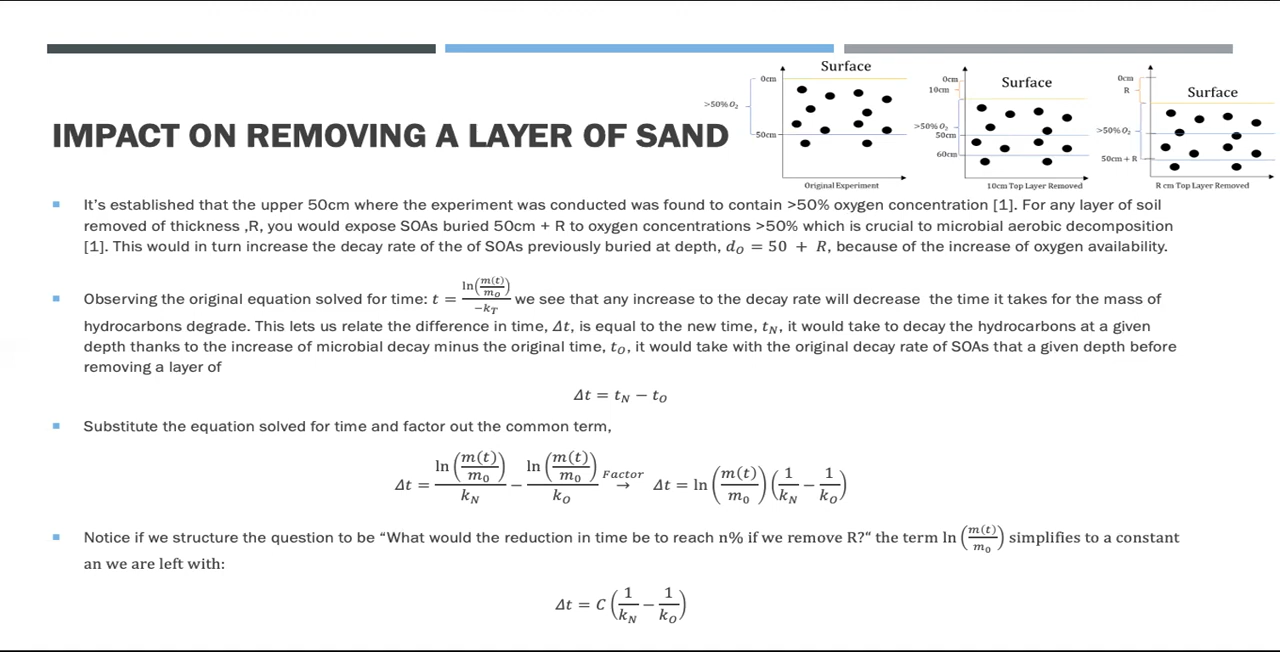 Surface
0cm
>50% O₂
50cm
Original Experiment
Surface
0cm
10cm
>50% O₂
50cm
60cm
10cm Top Layer Removed
Surface
0cm
R
>50% O₂
50cm + R
R cm Top Layer Removed
IMPACT ON REMOVING A LAYER OF SAND
It’s established that the upper 50cm where the experiment was conducted was found to contain >50% oxygen concentration [1]. For any layer of soil
removed of thickness ,R, you would expose SOAs buried 50cm + R to oxygen concentrations >50% which is crucial to microbial aerobic decomposition
[1]. This would in turn increase the decay rate of the of SOAs previously buried at depth, d_O = 50 + R, because of the increase of oxygen availability.
Observing the original equation solved for time: t = ln(m(t)/m_o)/-k_T we see that any increase to the decay rate will decrease the time it takes for the mass of
hydrocarbons degrade. This lets us relate the difference in time, Δt, is equal to the new time, t_N, it would take to decay the hydrocarbons at a given
depth thanks to the increase of microbial decay minus the original time, t_O, it would take with the original decay rate of SOAs that a given depth before
removing a layer of
Δt = t_N − t_O
Substitute the equation solved for time and factor out the common term,
Δt = ln(m(t)/m_0)/k_N − ln(m(t)/m_o)/k_O Factor → Δt = ln(m(t)/m_0)(1/k_N − 1/k_O)
Notice if we structure the question to be “What would the reduction in time be to reach n% if we remove R?“ the term ln(m(t)/m_o) simplifies to a constant
an we are left with:
Δt = C(1/k_N − 1/k_O)